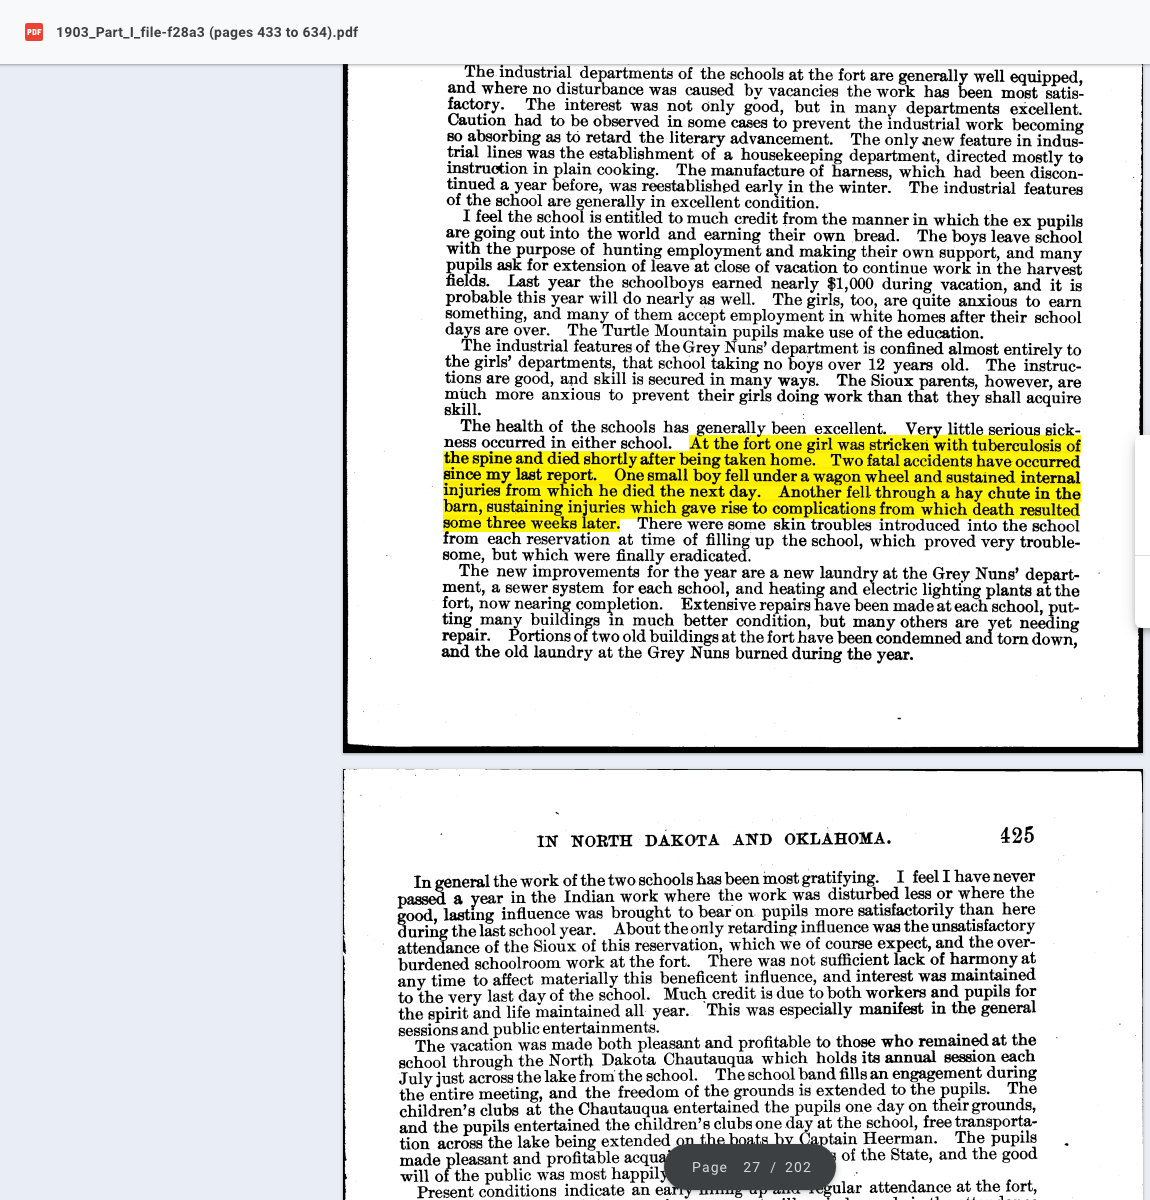 PDF
1903_Part_I_file-f28a3 (pages 433 to 634).pdf
The industrial departments of the schools at the fort are generally well equipped,
and where no disturbance was caused by vacancies the work has been most satis-
factory. The interest was not only good, but in many departments excellent.
Caution had to be observed in some cases to prevent the industrial work becoming
so absorbing as to retard the literary advancement. The only new feature in indus-
trial lines was the establishment of a housekeeping department, directed mostly to
instruction in plain cooking. The manufacture of harness, which had been discon-
tinued a year before, was reestablished early in the winter. The industrial features
of the school are generally in excellent condition.
I feel the school is entitled to much credit from the manner in which the ex pupils
are going out into the world and earning their own bread. The boys leave school
with the purpose of hunting employment and making their own support, and many
pupils ask for extension of leave at close of vacation to continue work in the harvest
fields. Last year the schoolboys earned nearly $1,000 during vacation, and it is
probable this year will do nearly as well. The girls, too, are quite anxious to earn
something, and many of them accept employment in white homes after their school
days are over. The Turtle Mountain pupils make use of the education.
The industrial features of the Grey Nuns' department is confined almost entirely to
the girls' departments, that school taking no boys over 12 years old. The instruc-
tions are good, and skill is secured in many ways. The Sioux parents, however, are
much more anxious to prevent their girls doing work than that they shall acquire
skill.
The health of the schools has generally been excellent. Very little serious sick-
ness occurred in either school. At the fort one girl was stricken with tuberculosis of
the spine and died shortly after being taken home. Two fatal accidents have occurred
since my last report. One small boy fell under a wagon wheel and sustained internal
injuries from which he died the next day. Another fell through a hay chute in the
barn, sustaining injuries which gave rise to complications from which death resulted
some three weeks later. There were some skin troubles introduced into the school
from each reservation at time of filling up the school, which proved very trouble-
some, but which were finally eradicated.
The new improvements for the year are a new laundry at the Grey Nuns' depart-
ment, a sewer system for each school, and heating and electric lighting plants at the
fort, now nearing completion. Extensive repairs have been made at each school, put-
ting many buildings in much better condition, but many others are yet needing
repair. Portions of two old buildings at the fort have been condemned and torn down,
and the old laundry at the Grey Nuns burned during the year.
IN NORTH DAKOTA AND OKLAHOMA. 425
In general the work of the two schools has been most gratifying. I feel I have never
passed a year in the Indian work where the work was disturbed less or where the
good, lasting influence was brought to bear on pupils more satisfactorily than here
during the last school year. About the only retarding influence was the unsatisfactory
attendance of the Sioux of this reservation, which we of course expect, and the over-
burdened schoolroom work at the fort. There was not sufficient lack of harmony at
any time to affect materially this beneficent influence, and interest was maintained
to the very last day of the school. Much credit is due to both workers and pupils for
the spirit and life maintained all year. This was especially manifest in the general
sessions and public entertainments.
The vacation was made both pleasant and profitable to those who remained at the
school through the North Dakota Chautauqua which holds its annual session each
July just across the lake from the school. The school band fills an engagement during
the entire meeting, and the freedom of the grounds is extended to the pupils. The
children's clubs at the Chautauqua entertained the pupils one day on their grounds,
and the pupils entertained the children's clubs one day at the school, free transporta-
tion across the lake being extended on the boats by Captain Heerman. The pupils
made pleasant and profitable acqua of the State, and the good
will of the public was most happily
Present conditions indicate an early attendance at the fort,
Page 27 / 202